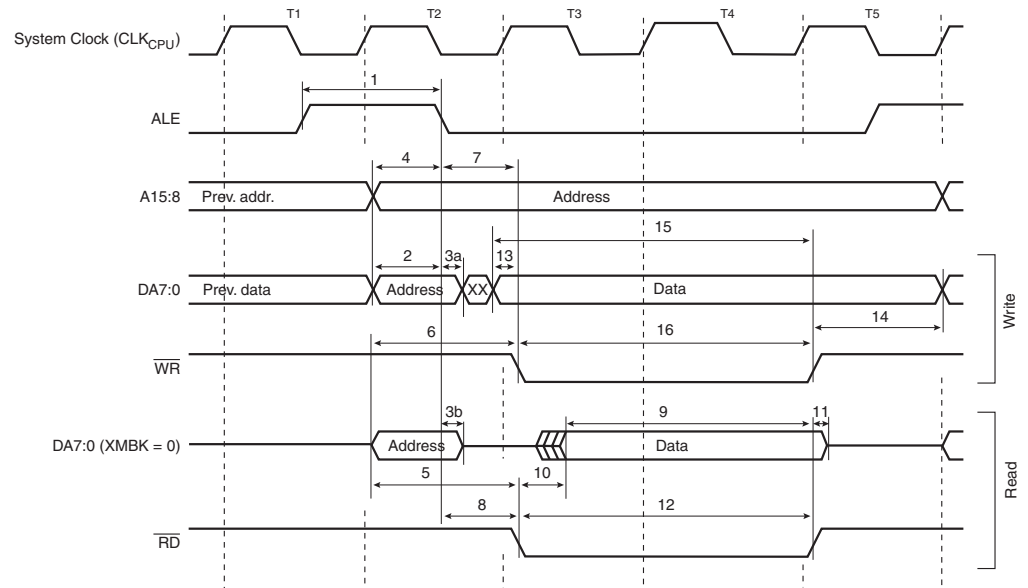 T1 T2 T3 T4 T5
System Clock (CLKCPU)
1
ALE
4 7
A15:8 Prev. addr. Address
15
2 3a 13
DA7:0 Prev. data Address XX Data
14
6 16
WR
Write
3b 9 11
DA7:0 (XMBK = 0) Address Data
5 10
8 12
RD
Read